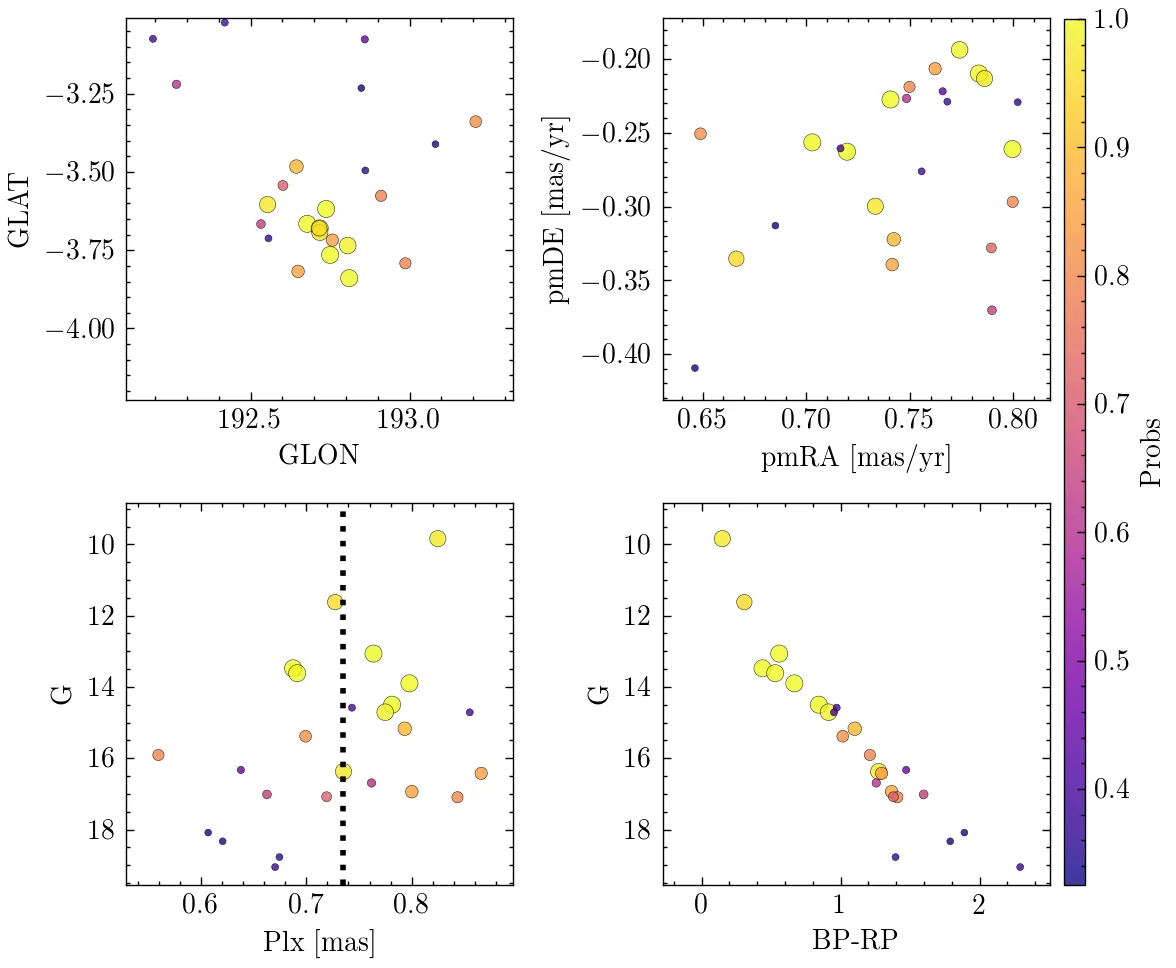 −3.25
−3.50
−3.75
−4.00
GLAT
192.5 193.0
GLON
−0.20
−0.25
−0.30
−0.35
−0.40
pmDE [mas/yr]
0.65 0.70 0.75 0.80
pmRA [mas/yr]
10
12
14
16
18
G
0.6 0.7 0.8
Plx [mas]
10
12
14
16
18
G
0 1 2
BP-RP
1.0
0.9
0.8
0.7
0.6
0.5
0.4
Probs